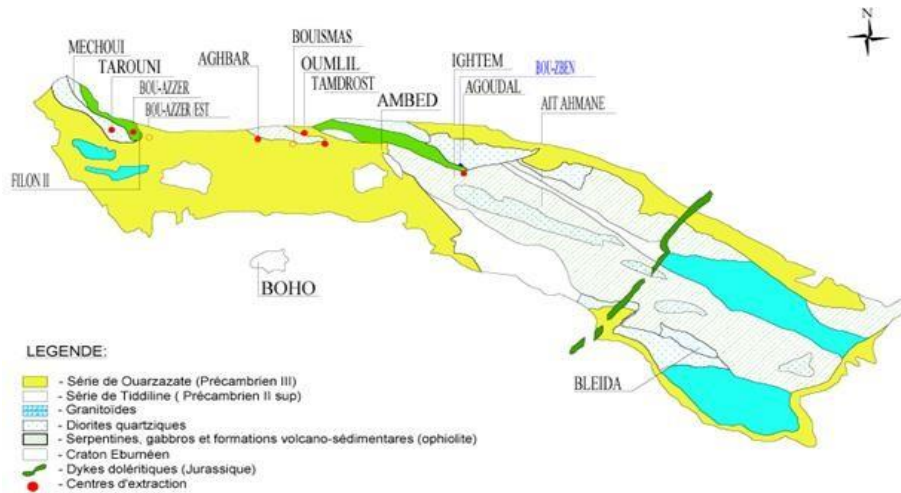 N
MECHOUI
TAROUNI
BOU-AZZER
BOU-AZZER/EST
FILON II
AGHBAR
BOUISMAS
OUMLIL
TAMDROST
AMBED
IGHTEM
BOU-ZBEN
AGOUDAL
AIT AHMANE
BOHO
BLEIDA
LEGENDE:
- Série de Ouarzazate (Précambrien III)
- Série de Tiddiline ( Précambrien II sup)
- Granitoïdes
- Diorites quartziques
- Serpentines, gabbros et formations volcano-sédimentares (ophiolite)
- Craton Eburnéen
- Dykes doléritiques (Jurassique)
- Centres d'extraction